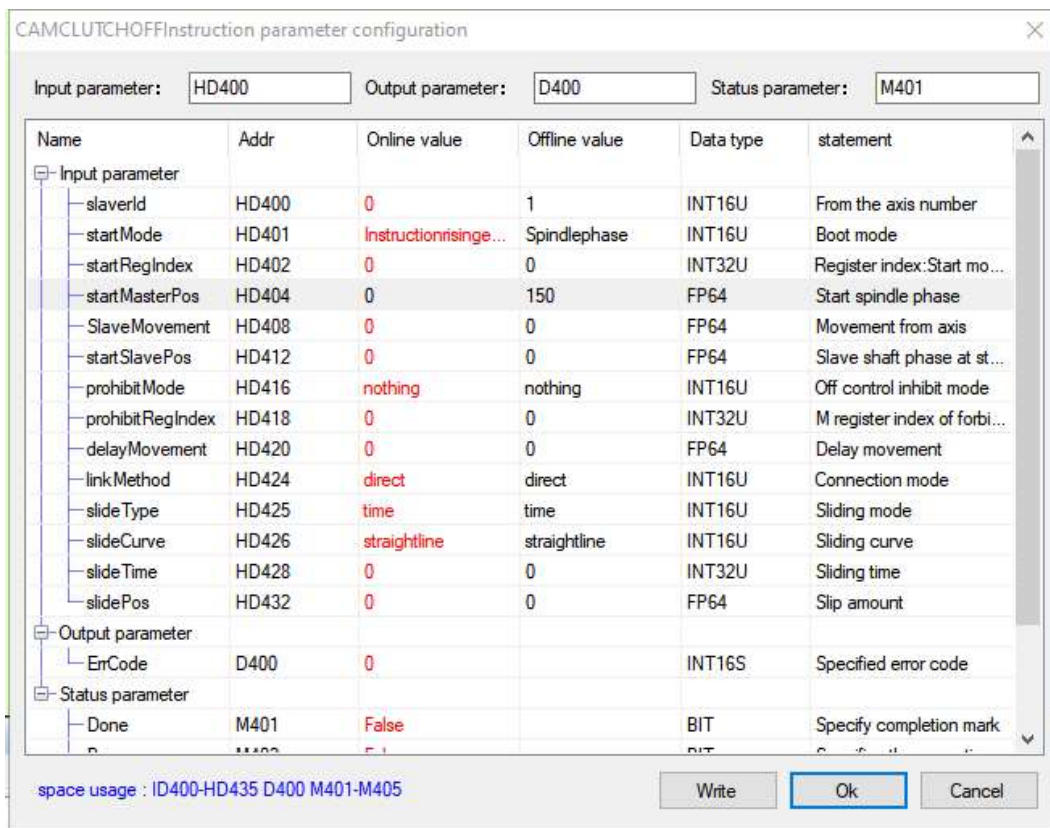 CAMCLUTCHOFFInstruction parameter configuration
Input parameter: HD400 Output parameter: D400 Status parameter: M401
Name Addr Online value Offline value Data type statement
Input parameter
slaverId HD400 0 1 INT16U From the axis number
startMode HD401 Instructionrisinge... Spindlephase INT16U Boot mode
startRegIndex HD402 0 0 INT32U Register index:Start mo...
startMasterPos HD404 0 150 FP64 Start spindle phase
SlaveMovement HD408 0 0 FP64 Movement from axis
startSlavePos HD412 0 0 FP64 Slave shaft phase at st...
prohibitMode HD416 nothing nothing INT16U Off control inhibit mode
prohibitRegIndex HD418 0 0 INT32U M register index of forbi...
delayMovement HD420 0 0 FP64 Delay movement
linkMethod HD424 direct direct INT16U Connection mode
slideType HD425 time time INT16U Sliding mode
slideCurve HD426 straightline straightline INT16U Sliding curve
slideTime HD428 0 0 INT32U Sliding time
slidePos HD432 0 0 FP64 Slip amount
Output parameter
ErrCode D400 0 INT16S Specified error code
Status parameter
Done M401 False BIT Specify completion mark
space usage : ID400-HD435 D400 M401-M405 Write Ok Cancel